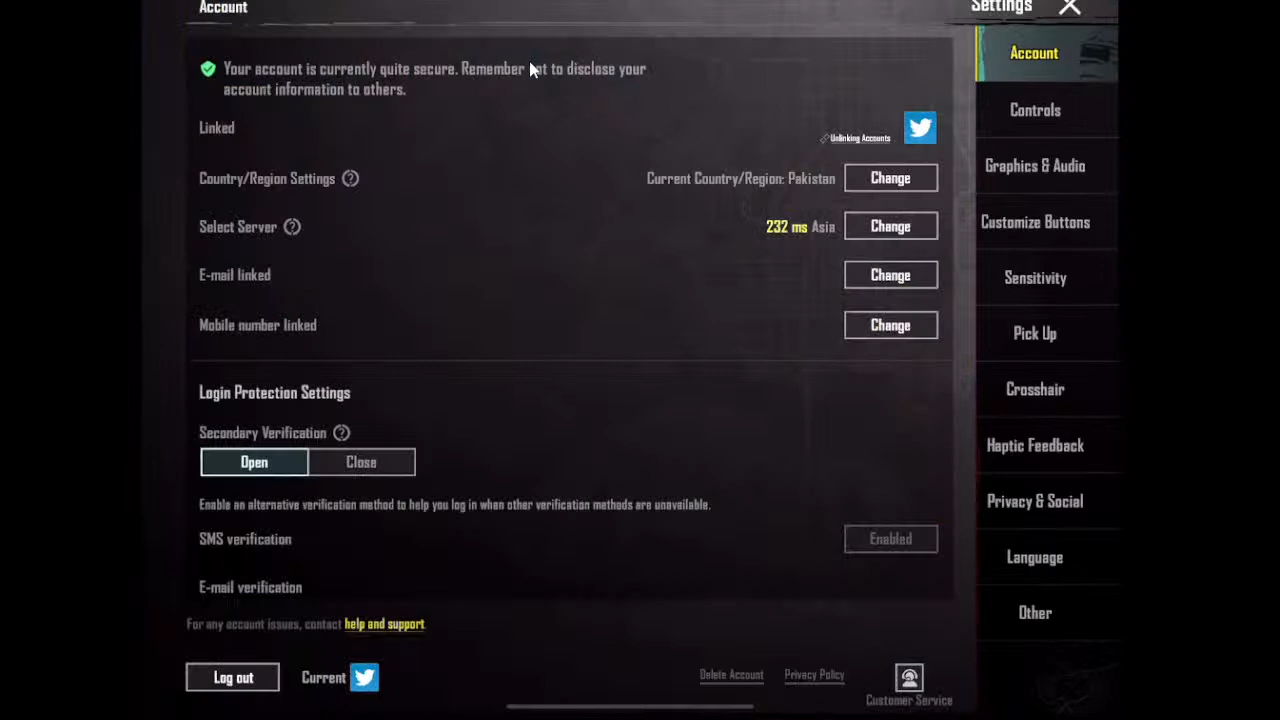 Account
Settings
Your account is currently quite secure. Remember not to disclose your
account information to others.
Linked
Unlinking Accounts
Country/Region Settings
Current Country/Region: Pakistan
Change
Select Server
232 ms Asia
Change
E-mail linked
Change
Mobile number linked
Change
Login Protection Settings
Secondary Verification
Open
Close
Enable an alternative verification method to help you log in when other verification methods are unavailable.
SMS verification
Enabled
E-mail verification
For any account issues, contact help and support
Log out
Current
Delete Account
Privacy Policy
Customer Service
Account
Controls
Graphics & Audio
Customize Buttons
Sensitivity
Pick Up
Crosshair
Haptic Feedback
Privacy & Social
Language
Other